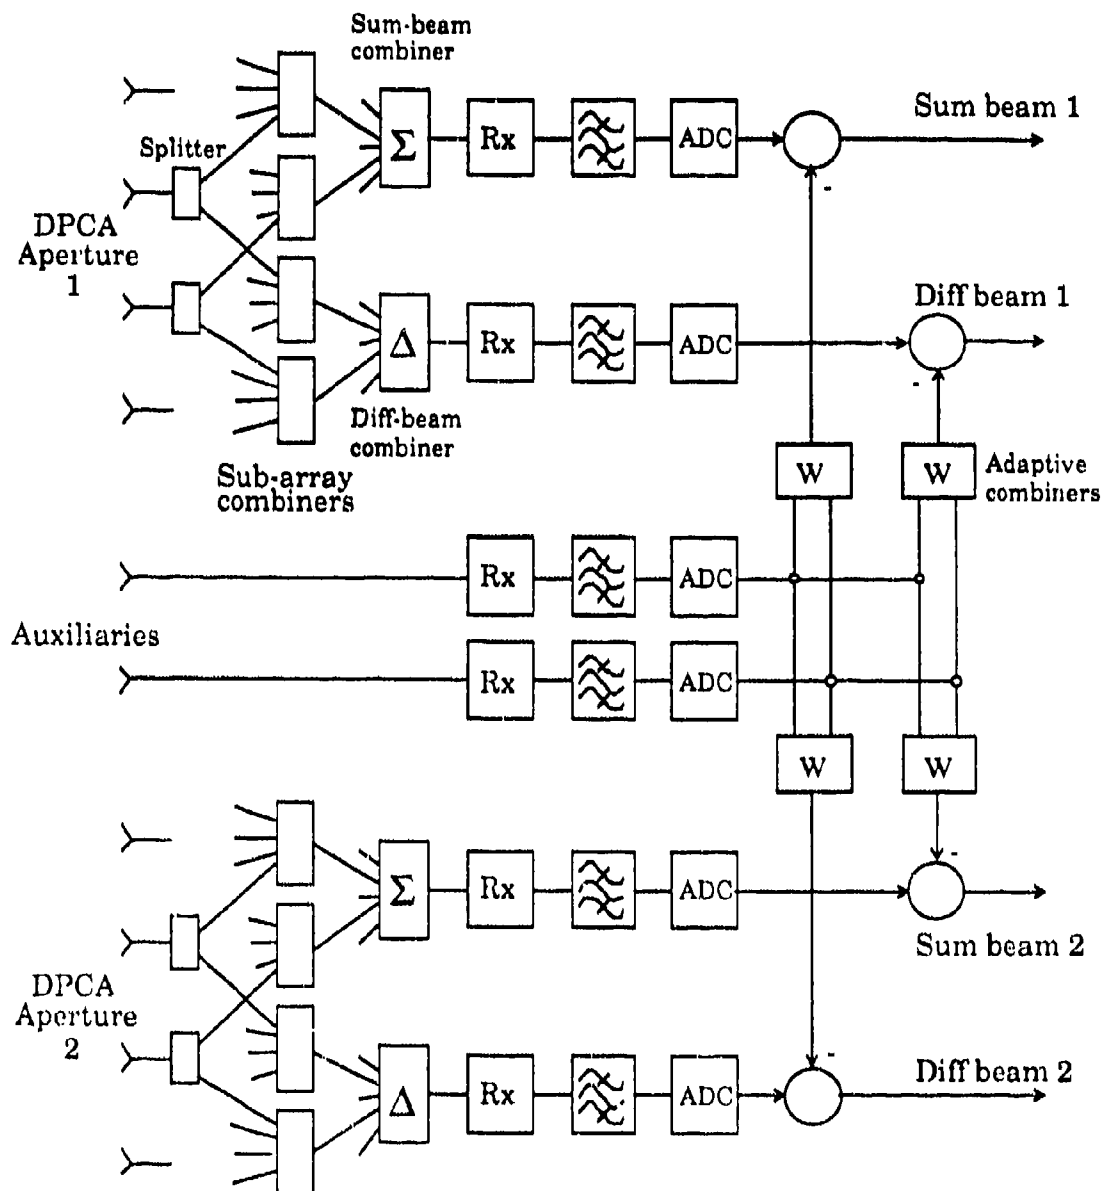 Sum-beam
combiner
Σ
Rx
ADC
Sum beam 1
-
Splitter
DPCA
Aperture
1
Δ
Rx
ADC
Diff beam 1
-
Diff-beam
combiner
Sub-array
combiners
W
W
Adaptive
combiners
Rx
ADC
Auxiliaries
Rx
ADC
W
W
Σ
Rx
ADC
-
Sum beam 2
DPCA
Aperture
2
Δ
Rx
ADC
-
Diff beam 2